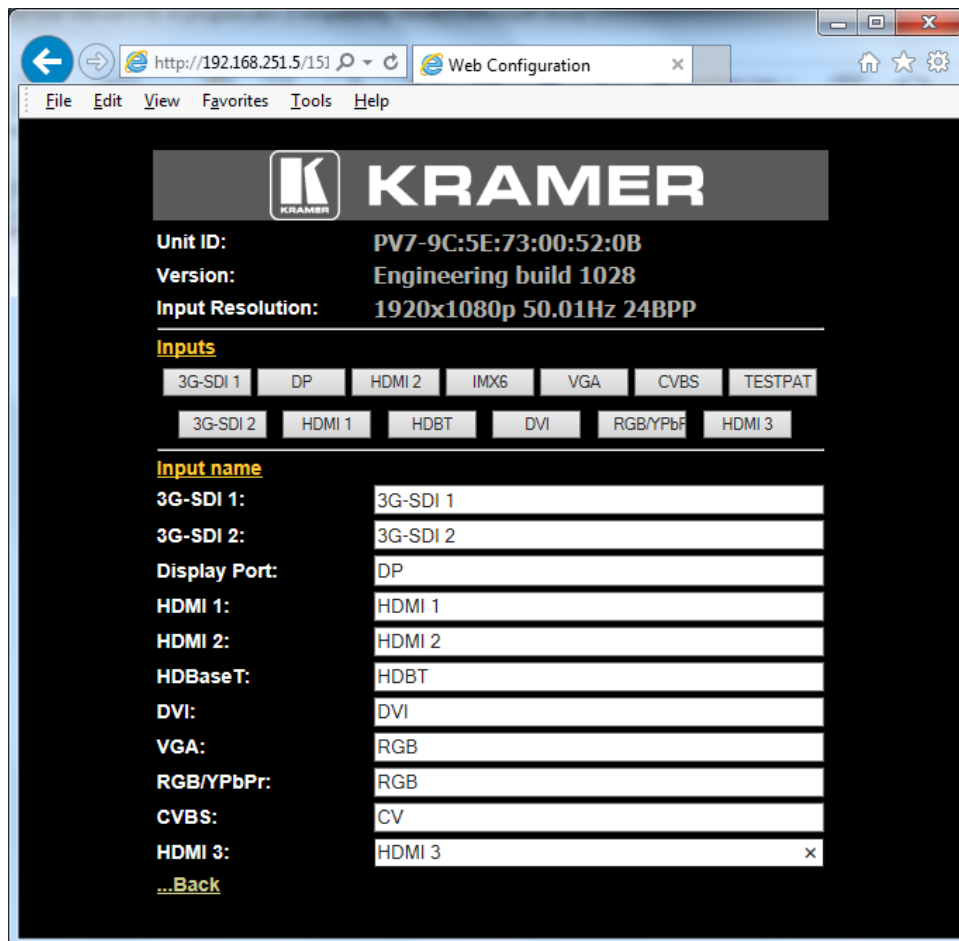 http://192.168.251.5/151
Web Configuration
File Edit View Favorites Tools Help
KRAMER
KRAMER
Unit ID: PV7-9C:5E:73:00:52:0B
Version: Engineering build 1028
Input Resolution: 1920x1080p 50.01Hz 24BPP
Inputs
3G-SDI 1 DP HDMI 2 IMX6 VGA CVBS TESTPAT
3G-SDI 2 HDMI 1 HDBT DVI RGB/YPbP HDMI 3
Input name
3G-SDI 1: 3G-SDI 1
3G-SDI 2: 3G-SDI 2
Display Port: DP
HDMI 1: HDMI 1
HDMI 2: HDMI 2
HDBaseT: HDBT
DVI: DVI
VGA: RGB
RGB/YPbPr: RGB
CVBS: CV
HDMI 3: HDMI 3
...Back